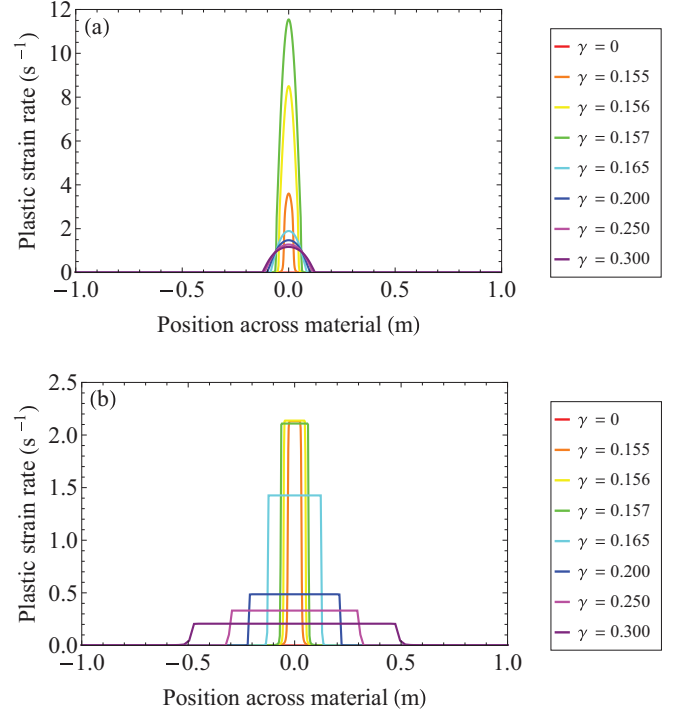 (a)
Plastic strain rate (s⁻¹)
12
10
8
6
4
2
0
−1.0 −0.5 0.0 0.5 1.0
Position across material (m)
γ = 0
γ = 0.155
γ = 0.156
γ = 0.157
γ = 0.165
γ = 0.200
γ = 0.250
γ = 0.300
(b)
Plastic strain rate (s⁻¹)
2.5
2.0
1.5
1.0
0.5
0.0
−1.0 −0.5 0.0 0.5 1.0
Position across material (m)
γ = 0
γ = 0.155
γ = 0.156
γ = 0.157
γ = 0.165
γ = 0.200
γ = 0.250
γ = 0.300